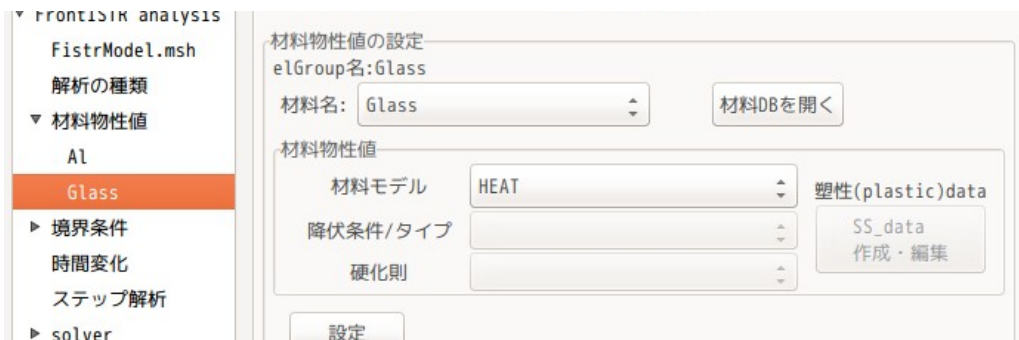 FrontISTR analysis
FistrModel.msh
解析の種類
材料物性値
Al
Glass
境界条件
時間変化
ステップ解析
solver
材料物性値の設定
elGroup名:Glass
材料名: Glass 材料DBを開く
材料物性値
材料モデル HEAT
塑性(plastic)data
降伏条件/タイプ
SS_data
作成・編集
硬化則
設定